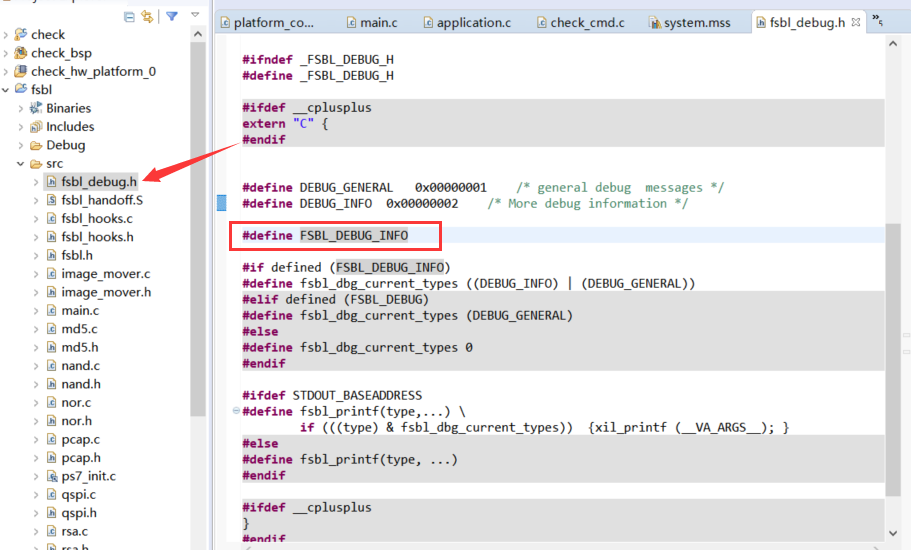 check
check_bsp
check_hw_platform_0
fsbl
Binaries
Includes
Debug
src
fsbl_debug.h
fsbl_handoff.S
fsbl_hooks.c
fsbl_hooks.h
fsbl.h
image_mover.c
image_mover.h
main.c
md5.c
md5.h
nand.c
nand.h
nor.c
nor.h
pcap.c
pcap.h
ps7_init.c
qspi.c
qspi.h
rsa.c
rsa.h
platform_co... main.c application.c check_cmd.c system.mss fsbl_debug.h »5
#ifndef _FSBL_DEBUG_H
#define _FSBL_DEBUG_H
#ifdef __cplusplus
extern "C" {
#endif
#define DEBUG_GENERAL 0x00000001 /* general debug messages */
#define DEBUG_INFO 0x00000002 /* More debug information */
#define FSBL_DEBUG_INFO
#if defined (FSBL_DEBUG_INFO)
#define fsbl_dbg_current_types ((DEBUG_INFO) | (DEBUG_GENERAL))
#elif defined (FSBL_DEBUG)
#define fsbl_dbg_current_types (DEBUG_GENERAL)
#else
#define fsbl_dbg_current_types 0
#endif
#ifdef STDOUT_BASEADDRESS
#define fsbl_printf(type,...) \
if (((type) & fsbl_dbg_current_types)) {xil_printf (__VA_ARGS__); }
#else
#define fsbl_printf(type, ...)
#endif
#ifdef __cplusplus
}
#endif